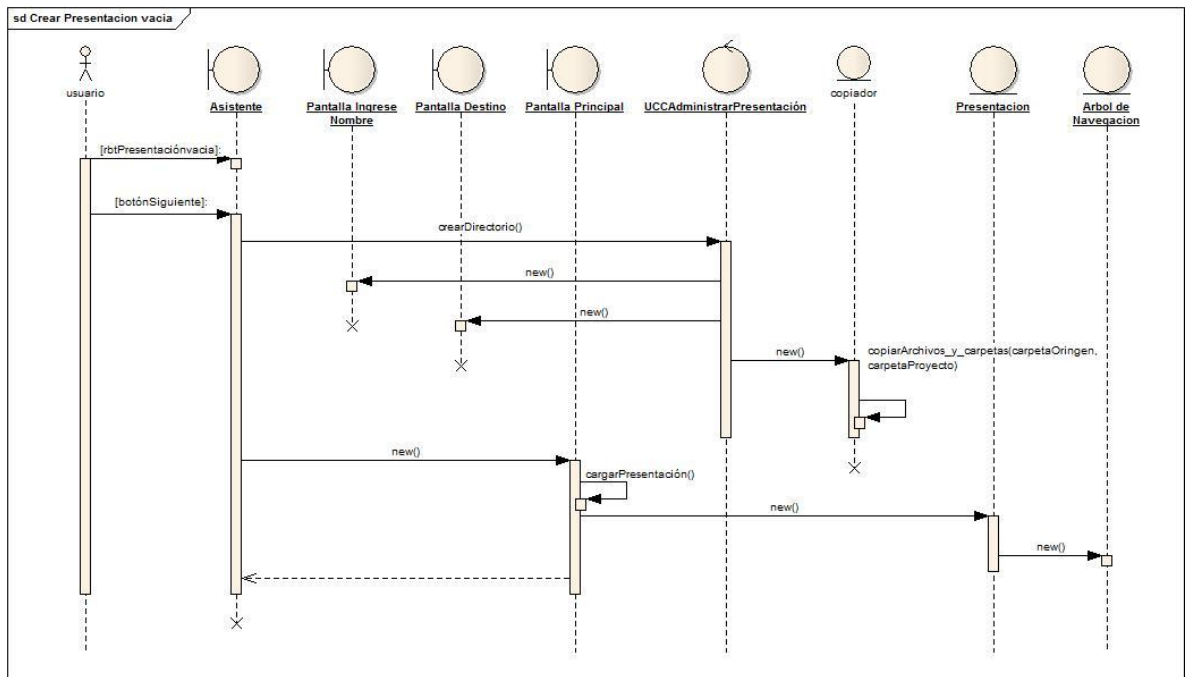 sd Crear Presentacion vacia
usuario
Asistente
Pantalla Ingrese
Nombre
Pantalla Destino
Pantalla Principal
UCCAdministrarPresentación
copiador
Presentacion
Arbol de
Navegacion
[rbtPresentaciónvacia]:
[botónSiguiente]:
crearDirectorio()
new()
new()
new()
copiarArchivos_y_carpetas(carpetaOringen,
carpetaProyecto)
new()
cargarPresentación()
new()
new()